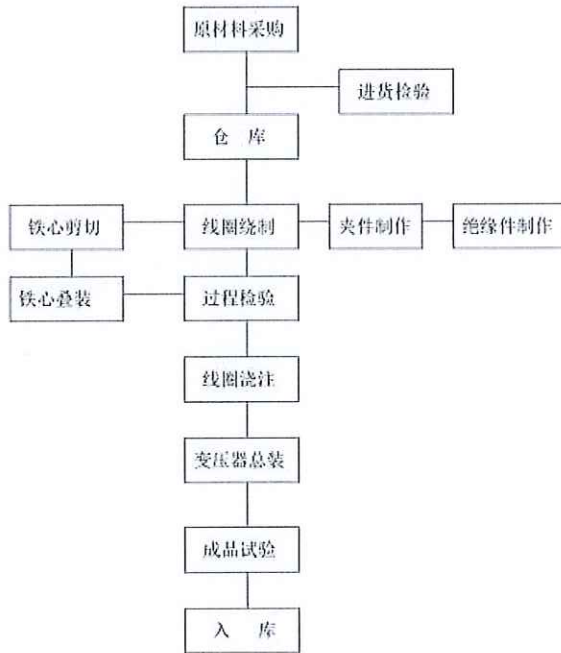 原材料采购
进货检验
仓 库
铁心剪切
线圈绕制
夹件制作
绝缘件制作
铁心叠装
过程检验
线圈浇注
变压器总装
成品试验
入 库